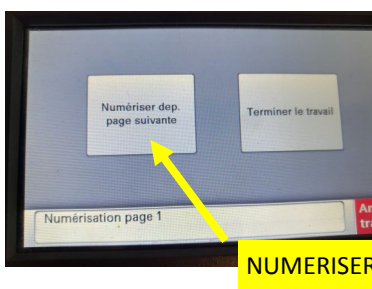 Numériser dep.
page suivante
Terminer le travail
Numérisation page 1
NUMERISER